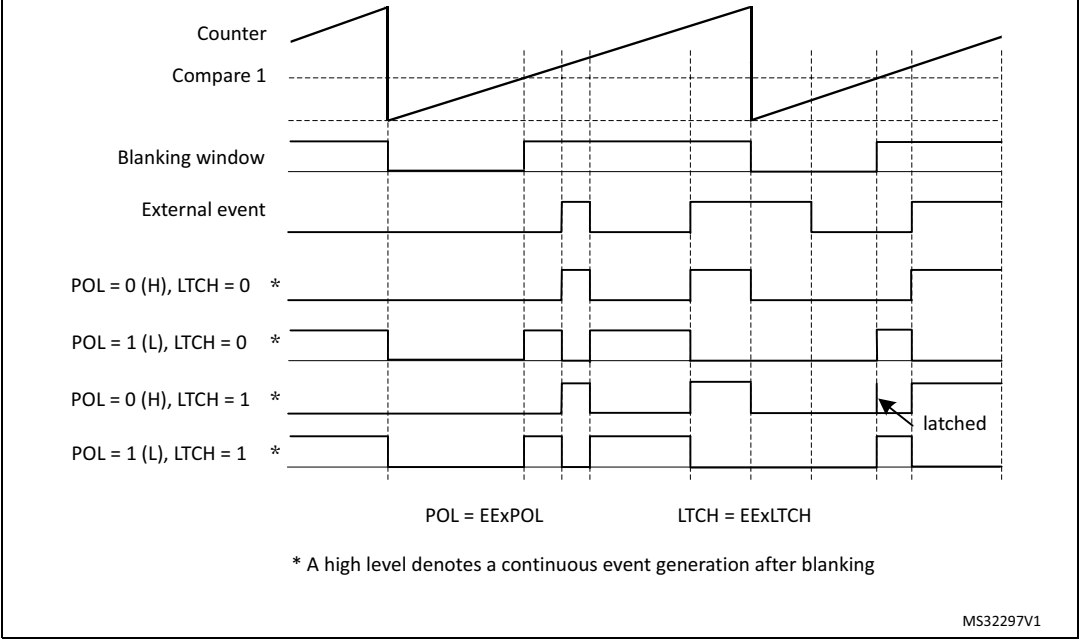 Counter
Compare 1
Blanking window
External event
POL = 0 (H), LTCH = 0 *
POL = 1 (L), LTCH = 0 *
POL = 0 (H), LTCH = 1 *
latched
POL = 1 (L), LTCH = 1 *
POL = EExPOL LTCH = EExLTCH
* A high level denotes a continuous event generation after blanking
MS32297V1